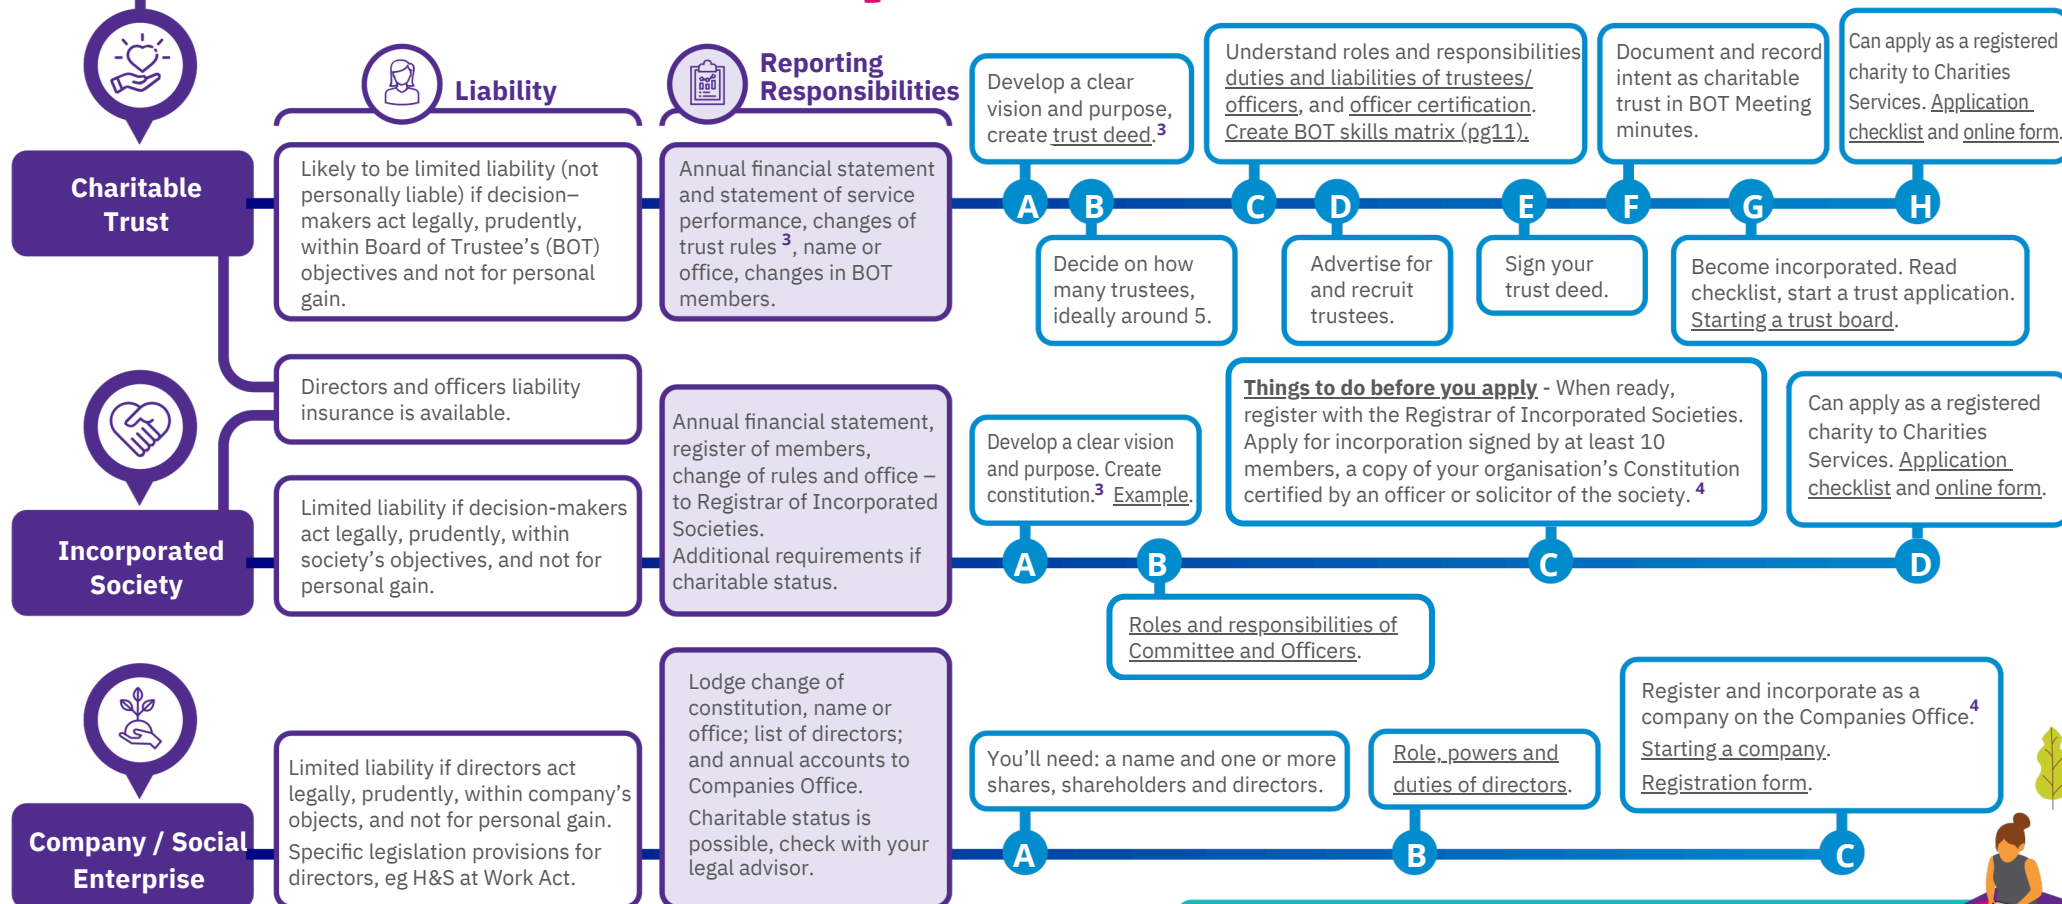 Liability
Reporting
Responsibilities
Charitable
Trust
Likely to be limited liability (not
personally liable) if decision–
makers act legally, prudently,
within Board of Trustee's (BOT)
objectives and not for personal
gain.
Annual financial statement
and statement of service
performance, changes of
trust rules ³, name or
office, changes in BOT
members.
Develop a clear
vision and purpose,
create trust deed.³
Understand roles and responsibilities
duties and liabilities of trustees/
officers, and officer certification.
Create BOT skills matrix (pg11).
Document and record
intent as charitable
trust in BOT Meeting
minutes.
Can apply as a registered
charity to Charities
Services. Application
checklist and online form.
A B C D E F G H
Decide on how
many trustees,
ideally around 5.
Advertise for
and recruit
trustees.
Sign your
trust deed.
Become incorporated. Read
checklist, start a trust application.
Starting a trust board.
Directors and officers liability
insurance is available.
Incorporated
Society
Limited liability if decision-makers
act legally, prudently, within
society's objectives, and not for
personal gain.
Annual financial statement,
register of members,
change of rules and office –
to Registrar of Incorporated
Societies.
Additional requirements if
charitable status.
Develop a clear vision
and purpose. Create
constitution.³ Example.
Things to do before you apply - When ready,
register with the Registrar of Incorporated Societies.
Apply for incorporation signed by at least 10
members, a copy of your organisation's Constitution
certified by an officer or solicitor of the society. ⁴
Can apply as a registered
charity to Charities
Services. Application
checklist and online form.
A B C D
Roles and responsibilities of
Committee and Officers.
Company / Social
Enterprise
Limited liability if directors act
legally, prudently, within company's
objects, and not for personal gain.
Specific legislation provisions for
directors, eg H&S at Work Act.
Lodge change of
constitution, name or
office; list of directors;
and annual accounts to
Companies Office.
Charitable status is
possible, check with your
legal advisor.
You'll need: a name and one or more
shares, shareholders and directors.
Role, powers and
duties of directors.
Register and incorporate as a
company on the Companies Office.⁴
Starting a company.
Registration form.
A B C